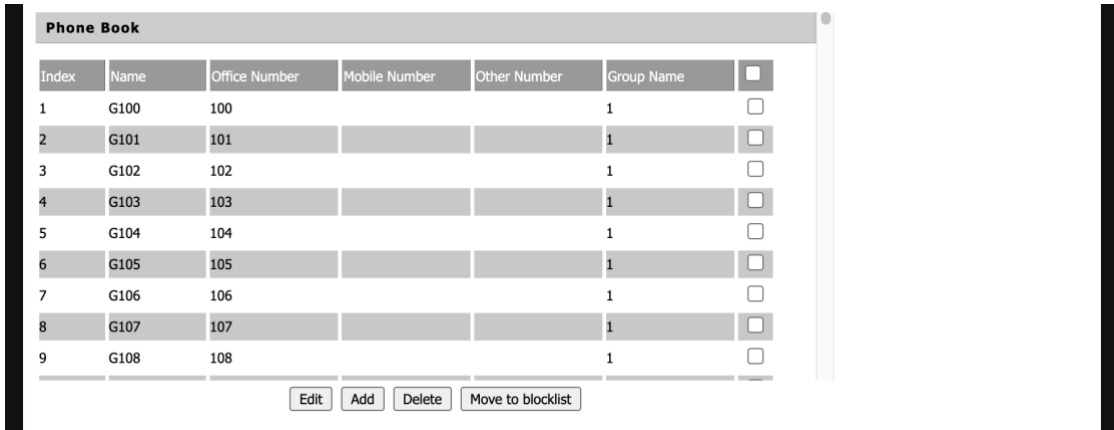 Phone Book
Index Name Office Number Mobile Number Other Number Group Name
1 G100 100 1
2 G101 101 1
3 G102 102 1
4 G103 103 1
5 G104 104 1
6 G105 105 1
7 G106 106 1
8 G107 107 1
9 G108 108 1
Edit Add Delete Move to blocklist